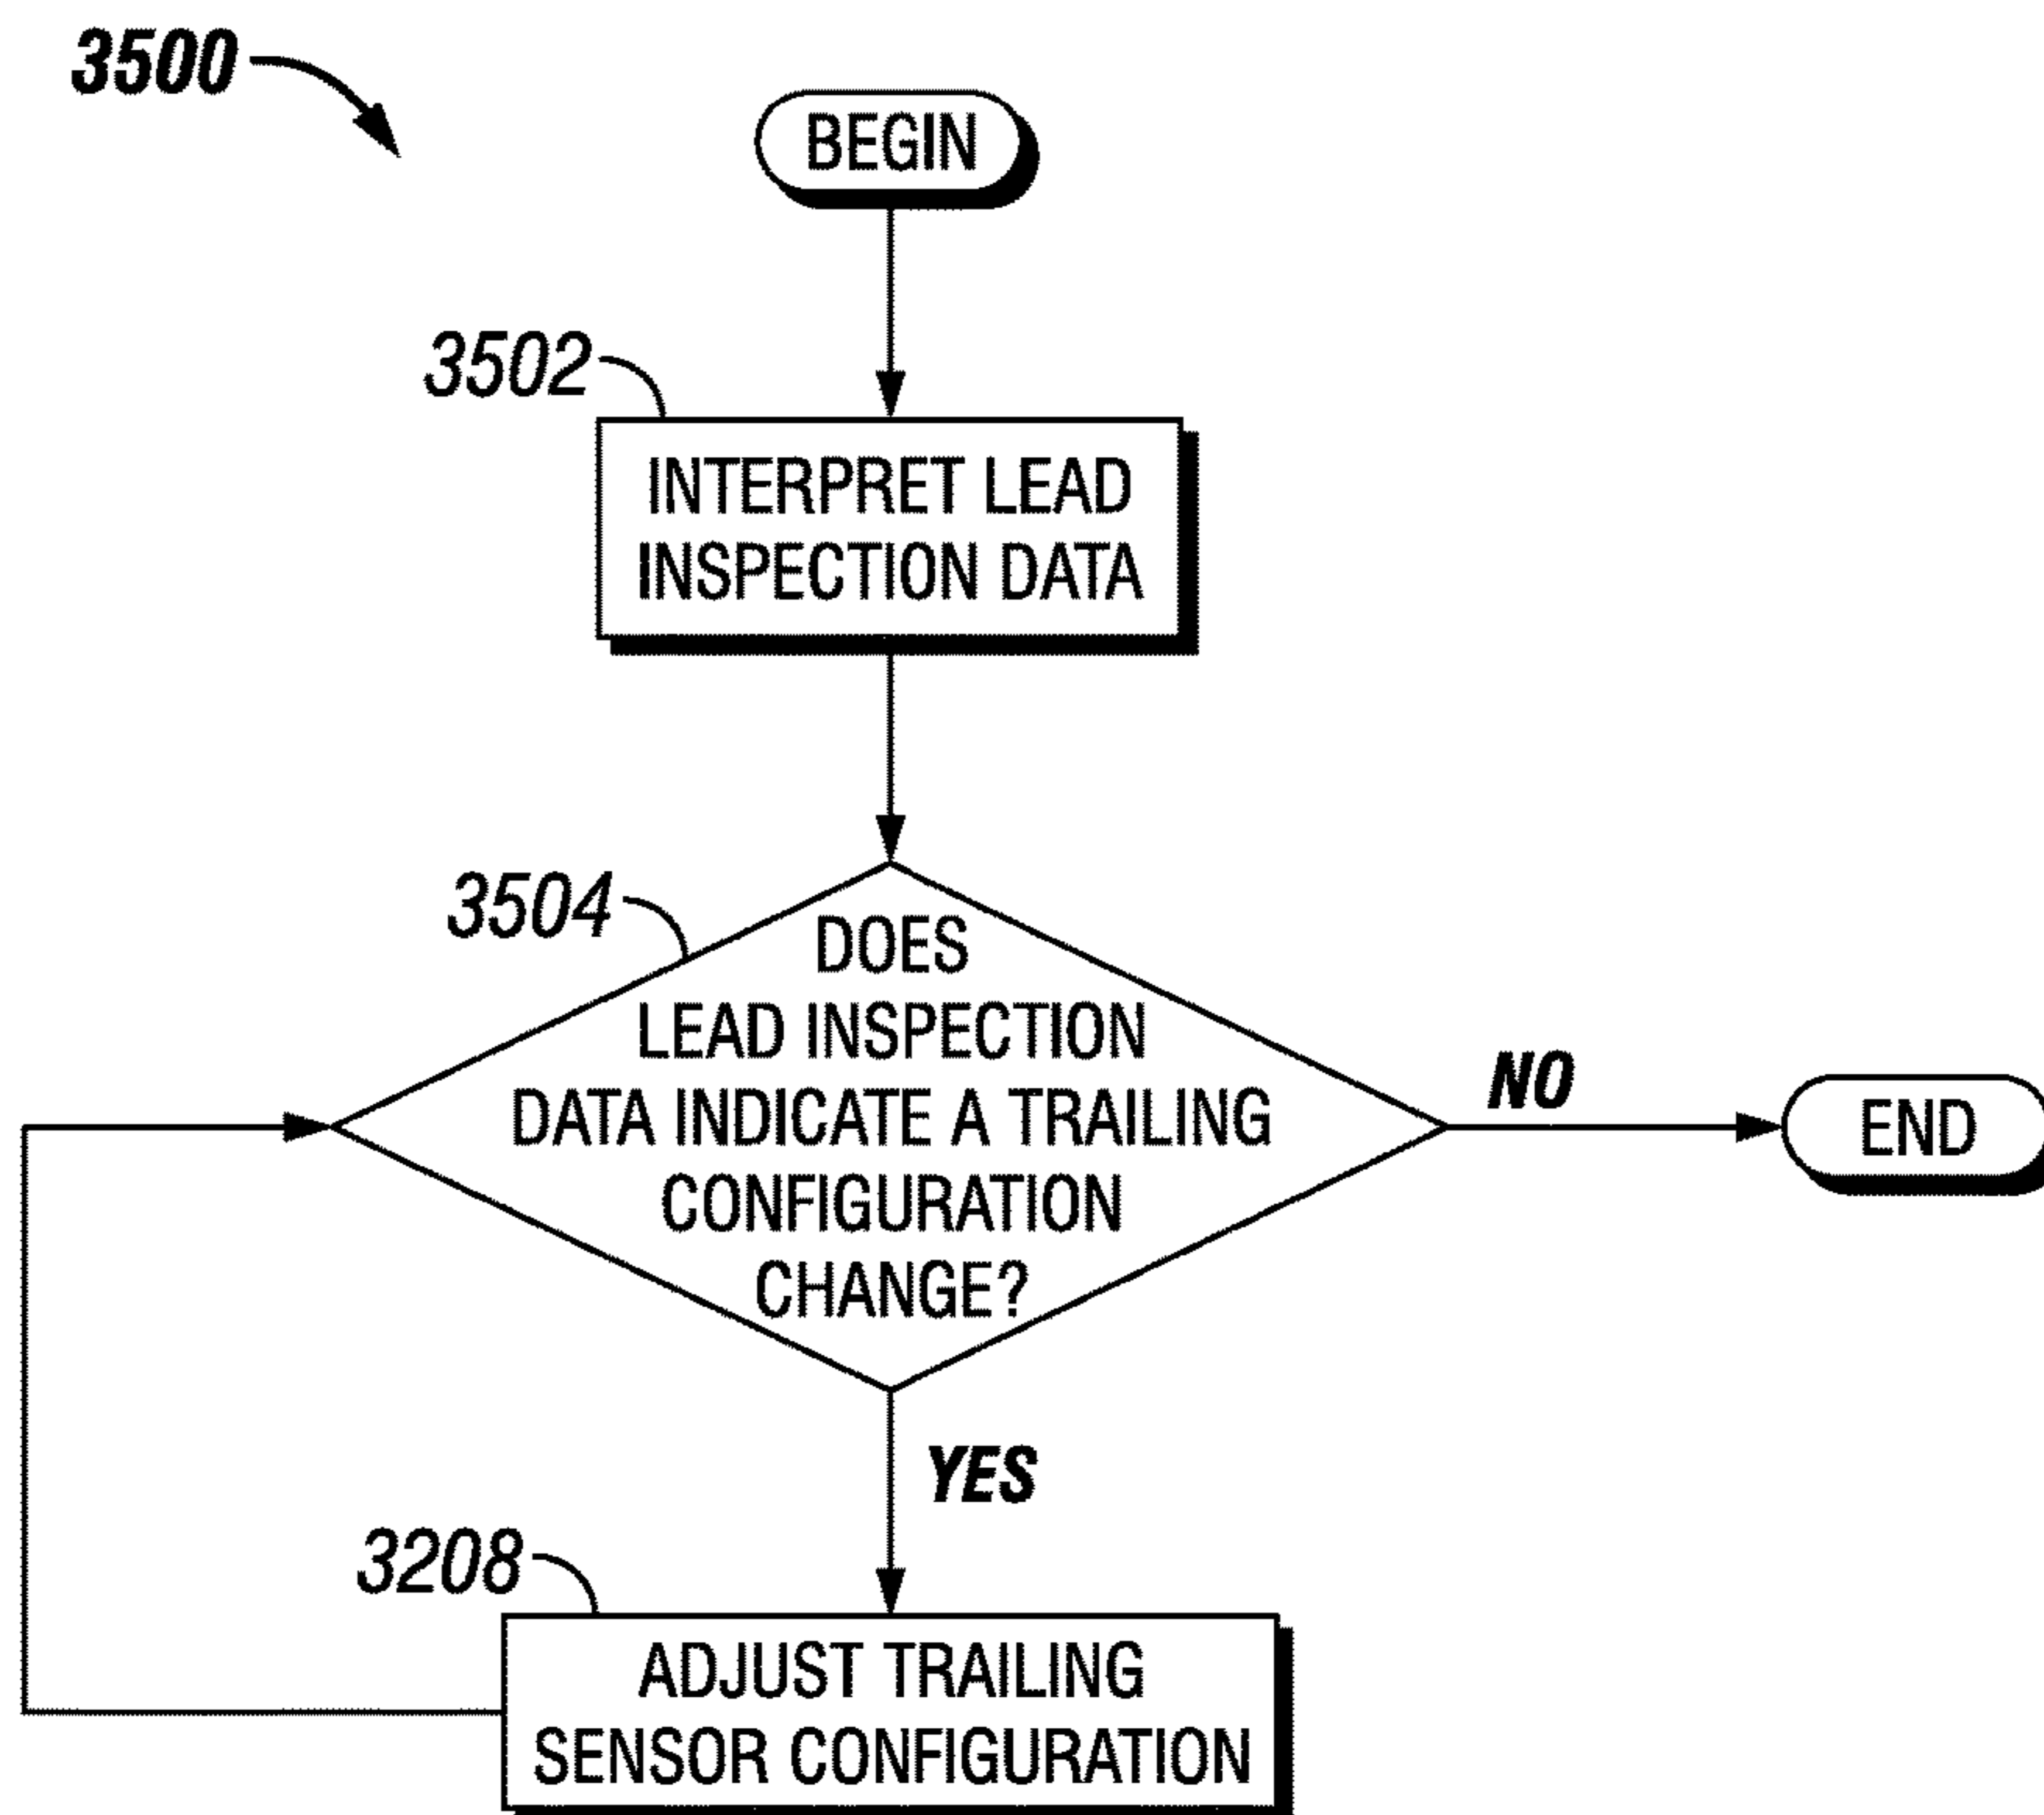 3500
BEGIN
3502
INTERPRET LEAD
INSPECTION DATA
3504
DOES
LEAD INSPECTION
DATA INDICATE A TRAILING
CONFIGURATION
CHANGE?
NO
END
YES
3208
ADJUST TRAILING
SENSOR CONFIGURATION